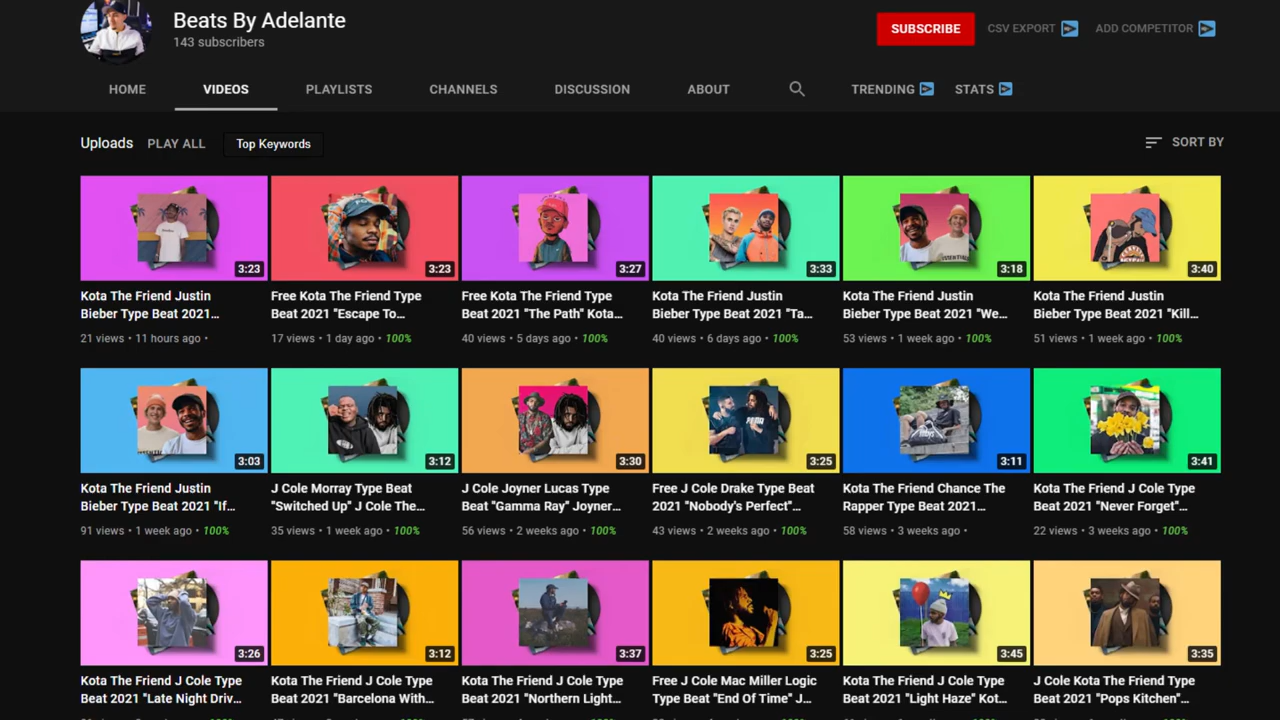 Beats By Adelante
143 subscribers
SUBSCRIBE
CSV EXPORT
ADD COMPETITOR
HOME
VIDEOS
PLAYLISTS
CHANNELS
DISCUSSION
ABOUT
TRENDING
STATS
Uploads
PLAY ALL
Top Keywords
SORT BY
3:23
Kota The Friend Justin
Bieber Type Beat 2021...
21 views • 11 hours ago •
3:23
Free Kota The Friend Type
Beat 2021 "Escape To...
17 views • 1 day ago • 100%
3:27
Free Kota The Friend Type
Beat 2021 "The Path" Kota...
40 views • 5 days ago • 100%
3:33
Kota The Friend Justin
Bieber Type Beat 2021 "Ta...
40 views • 6 days ago • 100%
3:18
Kota The Friend Justin
Bieber Type Beat 2021 "We...
53 views • 1 week ago • 100%
3:40
Kota The Friend Justin
Bieber Type Beat 2021 "Kill...
51 views • 1 week ago • 100%
3:03
Kota The Friend Justin
Bieber Type Beat 2021 "If...
91 views • 1 week ago • 100%
3:12
J Cole Morray Type Beat
"Switched Up" J Cole The...
35 views • 1 week ago • 100%
3:30
J Cole Joyner Lucas Type
Beat "Gamma Ray" Joyner...
56 views • 2 weeks ago • 100%
3:25
Free J Cole Drake Type Beat
2021 "Nobody's Perfect"...
43 views • 2 weeks ago • 100%
3:11
Kota The Friend Chance The
Rapper Type Beat 2021...
58 views • 3 weeks ago •
3:41
Kota The Friend J Cole Type
Beat 2021 "Never Forget"...
22 views • 3 weeks ago • 100%
3:26
Kota The Friend J Cole Type
Beat 2021 "Late Night Driv...
3:12
Kota The Friend J Cole Type
Beat 2021 "Barcelona With...
3:37
Kota The Friend J Cole Type
Beat 2021 "Northern Light...
3:25
Free J Cole Mac Miller Logic
Type Beat "End Of Time" J...
3:45
Kota The Friend J Cole Type
Beat 2021 "Light Haze" Kot...
3:35
J Cole Kota The Friend Type
Beat 2021 "Pops Kitchen"...